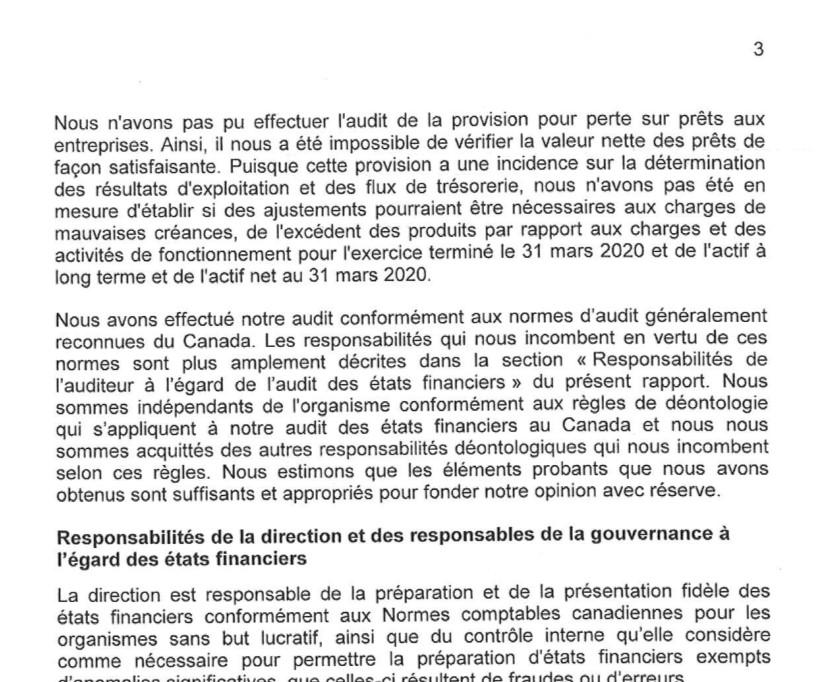 3
Nous n'avons pas pu effectuer l'audit de la provision pour perte sur prêts aux
entreprises. Ainsi, il nous a été impossible de vérifier la valeur nette des prêts de
façon satisfaisante. Puisque cette provision a une incidence sur la détermination
des résultats d'exploitation et des flux de trésorerie, nous n'avons pas été en
mesure d'établir si des ajustements pourraient être nécessaires aux charges de
mauvaises créances, de l'excédent des produits par rapport aux charges et des
activités de fonctionnement pour l'exercice terminé le 31 mars 2020 et de l'actif à
long terme et de l'actif net au 31 mars 2020.
Nous avons effectué notre audit conformément aux normes d'audit généralement
reconnues du Canada. Les responsabilités qui nous incombent en vertu de ces
normes sont plus amplement décrites dans la section « Responsabilités de
l'auditeur à l'égard de l'audit des états financiers » du présent rapport. Nous
sommes indépendants de l'organisme conformément aux règles de déontologie
qui s'appliquent à notre audit des états financiers au Canada et nous nous
sommes acquittés des autres responsabilités déontologiques qui nous incombent
selon ces règles. Nous estimons que les éléments probants que nous avons
obtenus sont suffisants et appropriés pour fonder notre opinion avec réserve.
Responsabilités de la direction et des responsables de la gouvernance à
l'égard des états financiers
La direction est responsable de la préparation et de la présentation fidèle des
états financiers conformément aux Normes comptables canadiennes pour les
organismes sans but lucratif, ainsi que du contrôle interne qu'elle considère
comme nécessaire pour permettre la préparation d'états financiers exempts
d'anomalies significatives, que celles-ci résultent de fraudes ou d'erreurs.